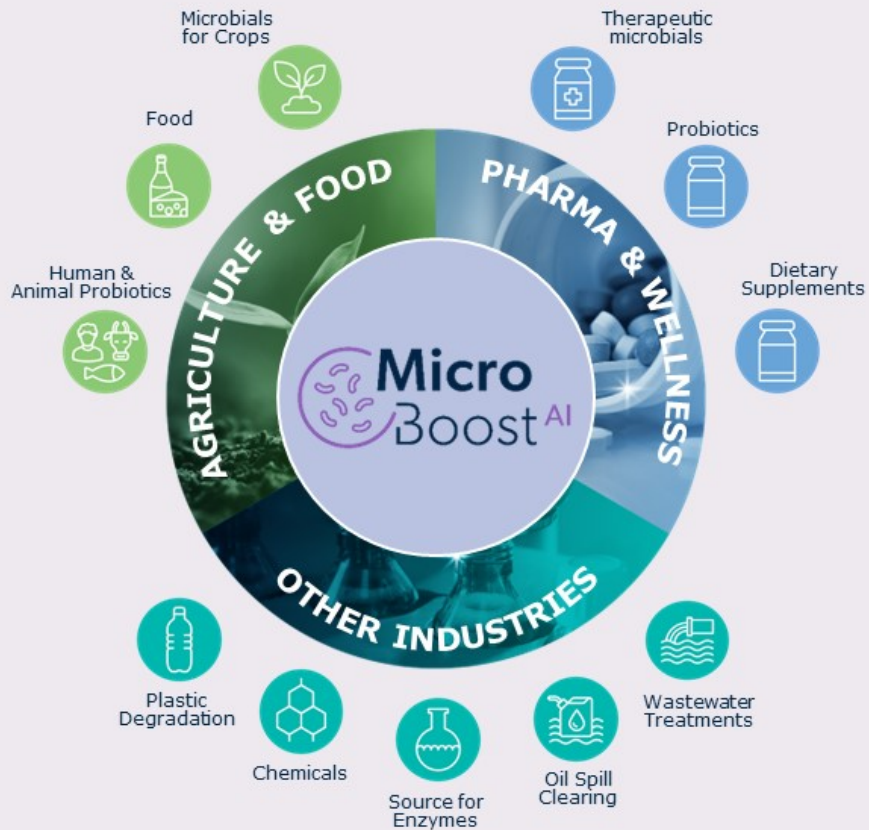 Microbials
for Crops
Therapeutic
microbials
Food
Probiotics
Human &
Animal Probiotics
Dietary
Supplements
AGRICULTURE & FOOD
PHARMA & WELLNESS
OTHER INDUSTRIES
Micro
Boost AI
Plastic
Degradation
Chemicals
Source for
Enzymes
Oil Spill
Clearing
Wastewater
Treatments